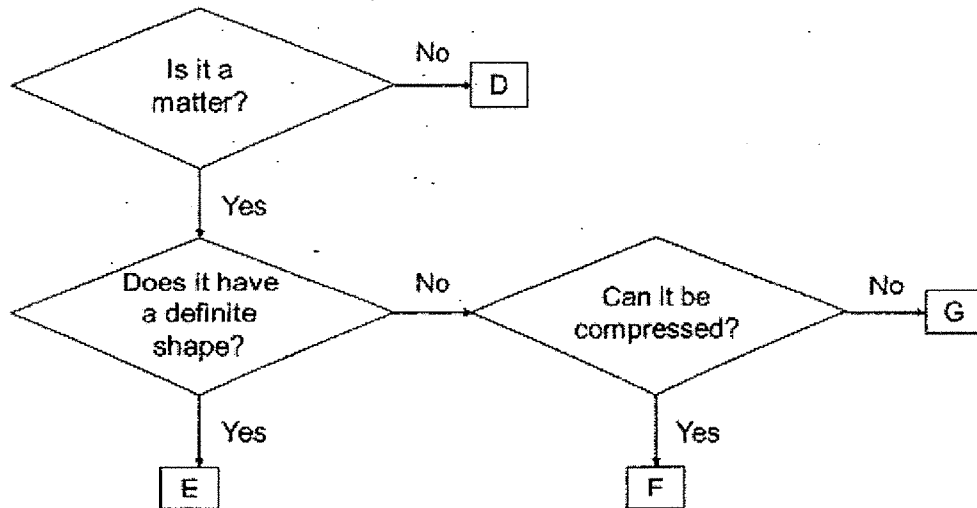 Is it a
matter?
No
D
Yes
Does it have
a definite
shape?
No
Can it be
compressed?
No
G
Yes
E
Yes
F